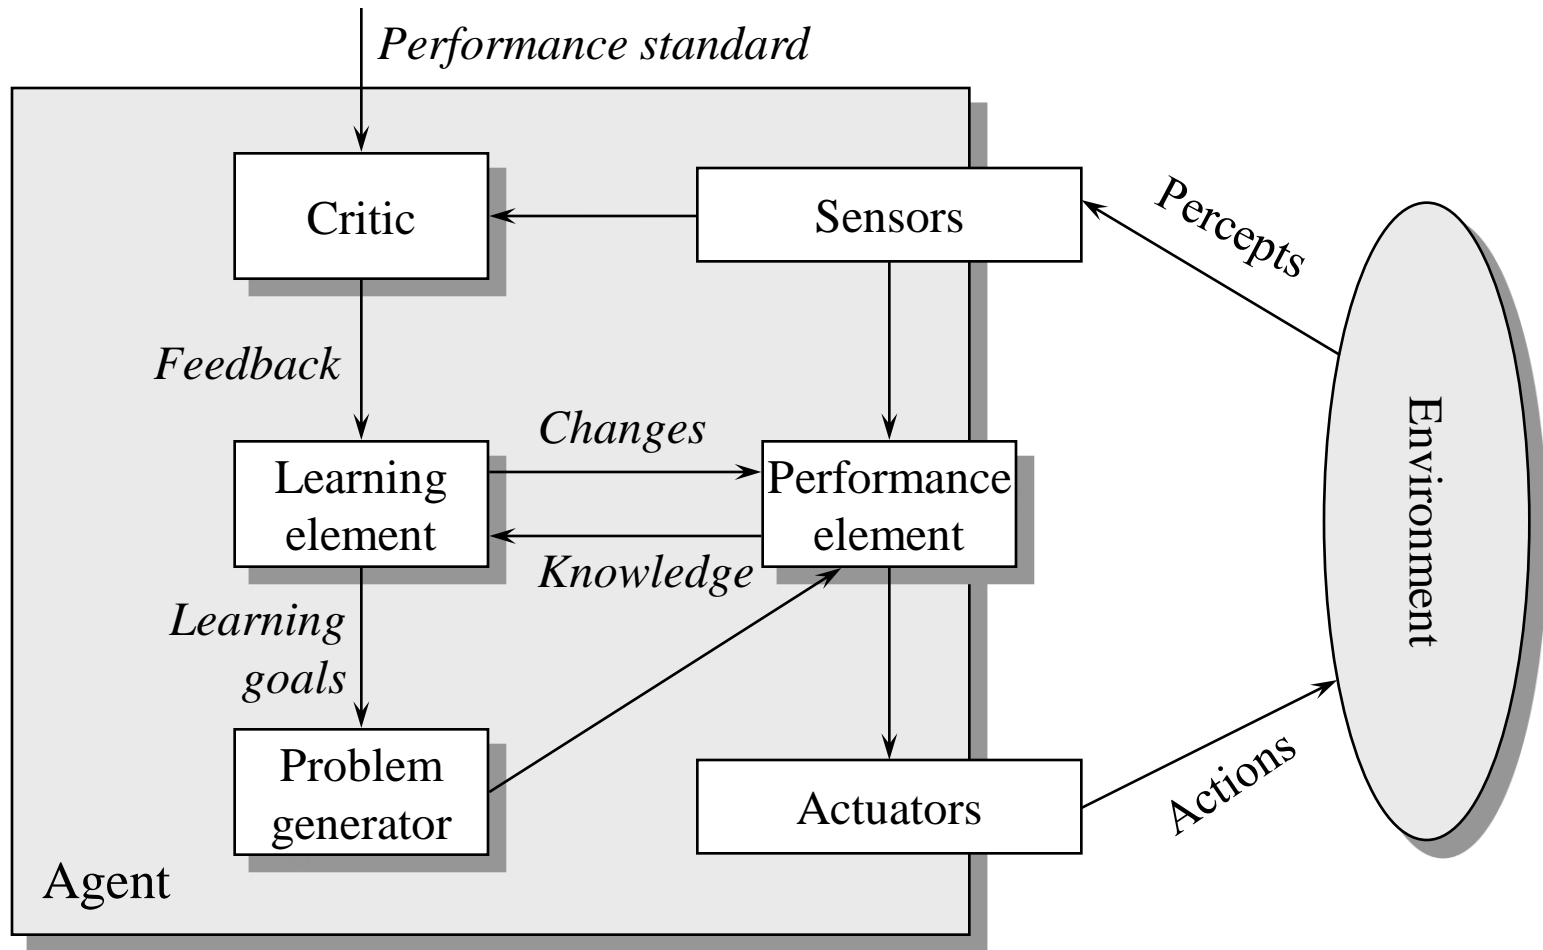 Performance standard
Critic
Sensors
Percepts
Feedback
Changes
Learning
element
Performance
element
Environment
Knowledge
Learning
goals
Problem
generator
Actuators
Actions
Agent